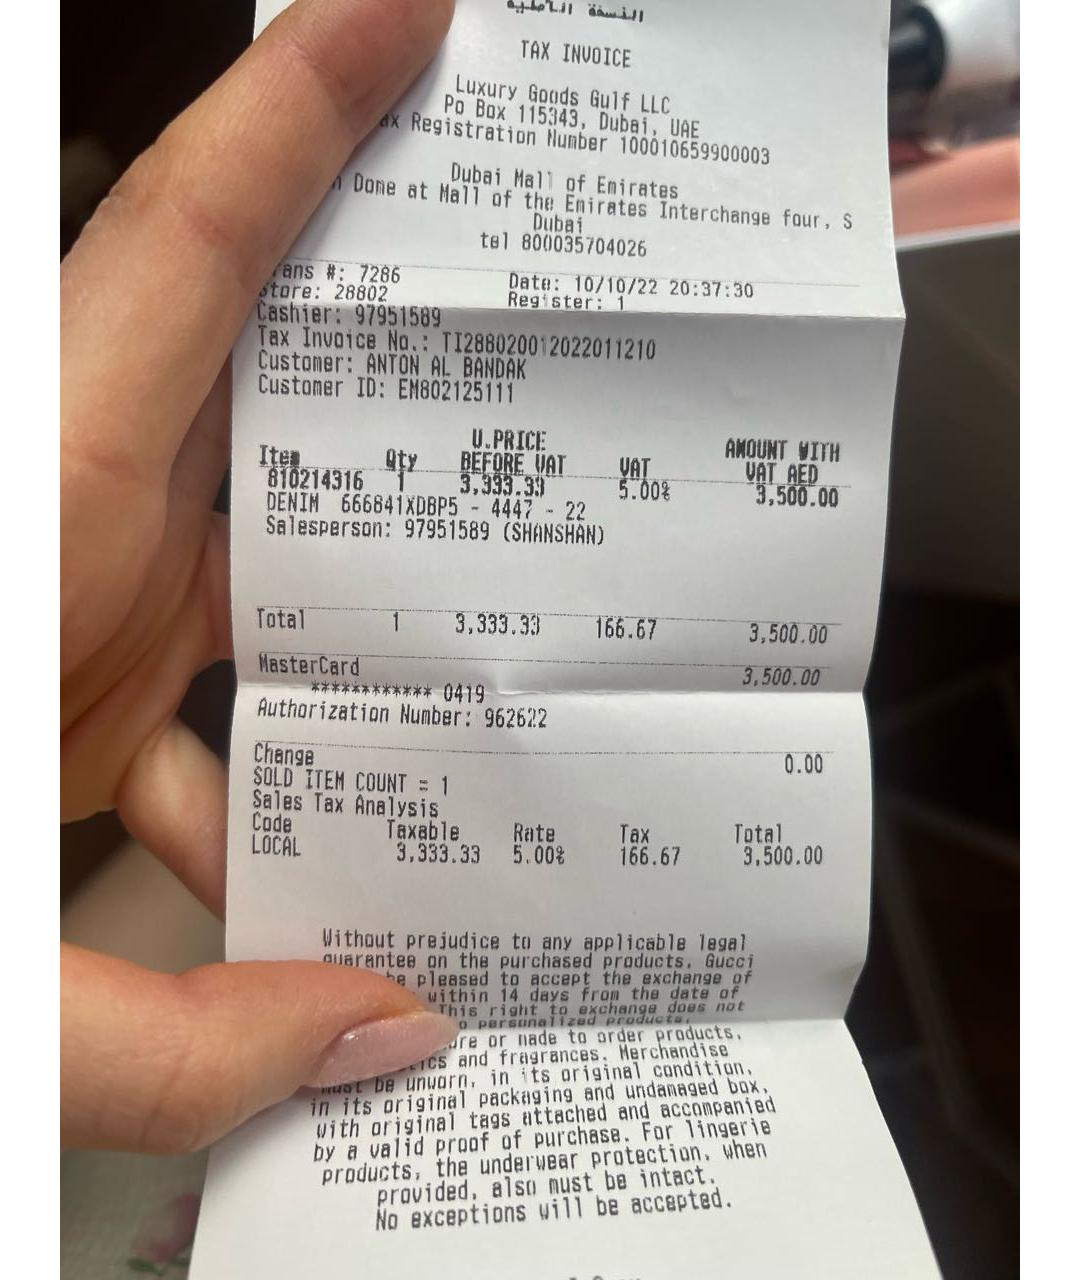 النسخة الأصلية
TAX INVOICE
Luxury Goods Gulf LLC
Po Box 115343, Dubai, UAE
ax Registration Number 100010659900003
Dubai Mall of Emirates
Dome at Mall of the Emirates Interchange four, S
Dubai
tel 800035704026
rans #: 7286 Date: 10/10/22 20:37:30
Store: 28802 Register: 1
Cashier: 97951589
Tax Invoice No.: TI288020012022011210
Customer: ANTON AL BANDAK
Customer ID: EM802125111
U.PRICE AMOUNT WITH
Item Qty BEFORE VAT VAT VAT AED
810214316 1 3,333.33 5.00% 3,500.00
DENIM 666841XDBP5 - 4447 - 22
Salesperson: 97951589 (SHANSHAN)
Total 1 3,333.33 166.67 3,500.00
MasterCard 3,500.00
************ 0419
Authorization Number: 962622
Change 0.00
SOLD ITEM COUNT = 1
Sales Tax Analysis
Code Taxable Rate Tax Total
LOCAL 3,333.33 5.00% 166.67 3,500.00
Without prejudice to any applicable legal
guarantee on the purchased products, Gucci
be pleased to accept the exchange of
within 14 days from the date of
This right to exchange does not
o personalized products,
ure or made to order products,
ics and fragrances. Merchandise
must be unworn, in its original condition,
in its original packaging and undamaged box,
with original tags attached and accompanied
by a valid proof of purchase. For lingerie
products, the underwear protection, when
provided, also must be intact.
No exceptions will be accepted.